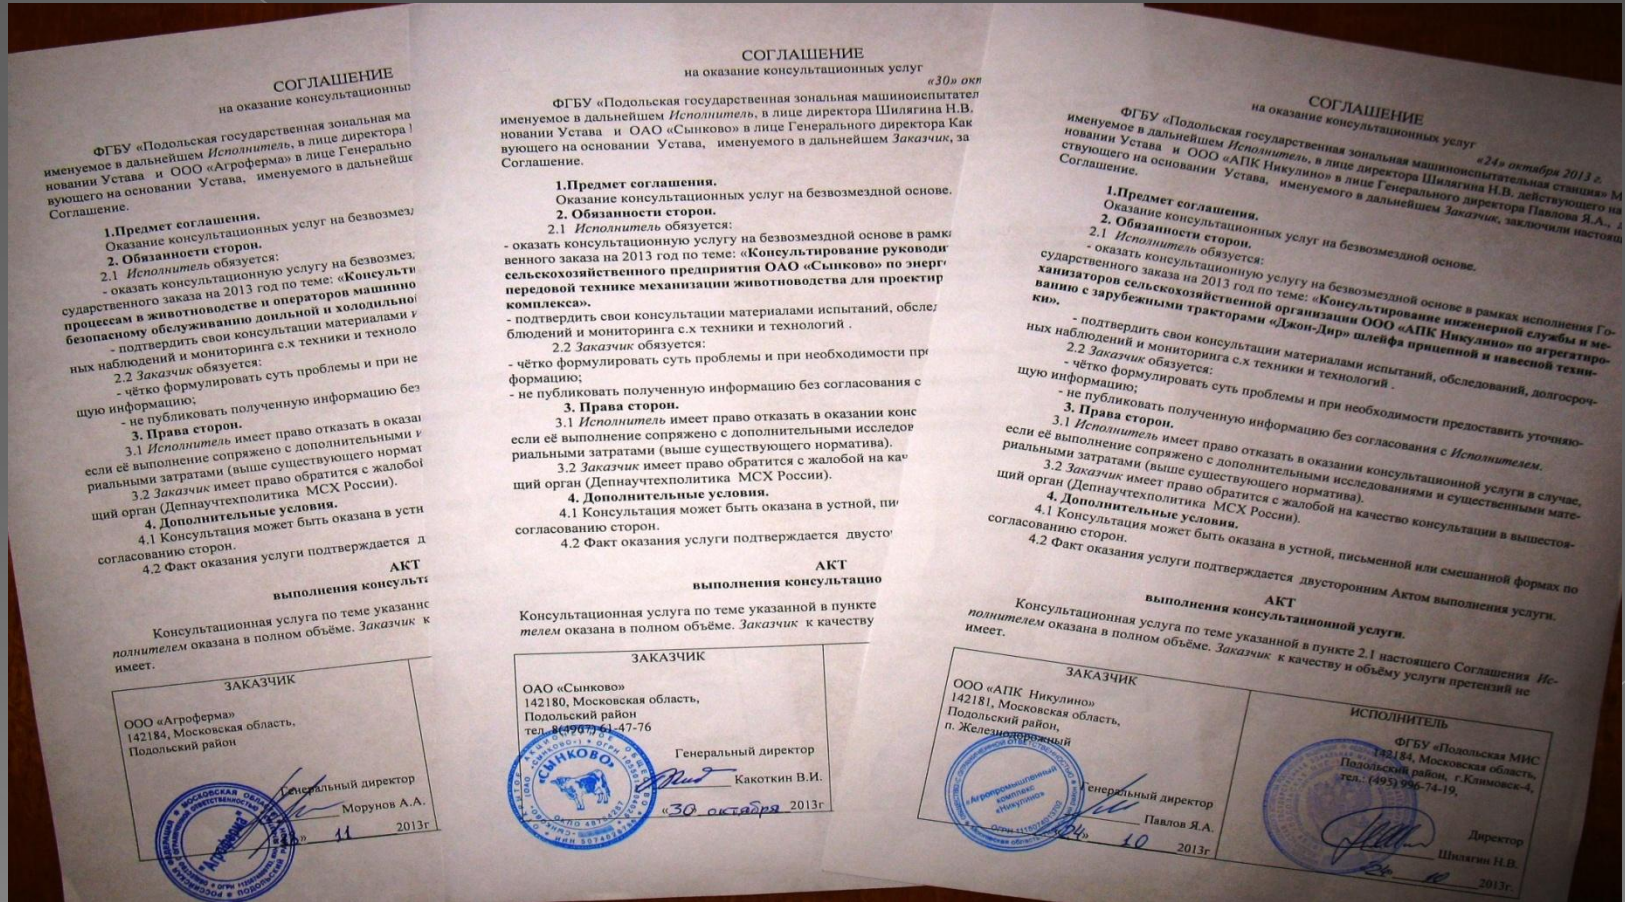 СОГЛАШЕНИЕ
на оказание консультационных
ФГБУ «Подольская государственная зональная ма
именуемое в дальнейшем Исполнитель, в лице директора
новании Устава и ООО «Агроферма» в лице Генерально
вующего на основании Устава, именуемого в дальнейше
Соглашение.
1.Предмет соглашения.
Оказание консультационных услуг на безвозмез
2. Обязанности сторон.
2.1 Исполнитель обязуется:
- оказать консультационную услугу на безвозмез
сударственного заказа на 2013 год по теме: «Консульти
процессам в животноводстве и операторов машинно
безопасному обслуживанию доильной и холодильно
- подтвердить свои консультации материалами и
ных наблюдений и мониторинга с.х техники и техноло
2.2 Заказчик обязуется:
- чётко формулировать суть проблемы и при не
щую информацию;
- не публиковать полученную информацию без
3. Права сторон.
3.1 Исполнитель имеет право отказать в оказа
если её выполнение сопряжено с дополнительными и
риальными затратами (выше существующего нормат
3.2 Заказчик имеет право обратится с жалобой
щий орган (Депнаучтехполитика МСХ России).
4. Дополнительные условия.
4.1 Консультация может быть оказана в устн
согласованию сторон.
4.2 Факт оказания услуги подтверждается д
АКТ
выполнения консульта
Консультационная услуга по теме указанно
полнителем оказана в полном объёме. Заказчик к
имеет.
ЗАКАЗЧИК
ООО «Агроферма»
142184, Московская область,
Подольский район
Генеральный директор
Морунов А.А.
11 2013г
"Агроферма"
СОГЛАШЕНИЕ
на оказание консультационных услуг
«30» окт
ФГБУ «Подольская государственная зональная машиноиспытател
именуемое в дальнейшем Исполнитель, в лице директора Шилягина Н.В.
новании Устава и ОАО «Сынково» в лице Генерального директора Как
вующего на основании Устава, именуемого в дальнейшем Заказчик, за
Соглашение.
1.Предмет соглашения.
Оказание консультационных услуг на безвозмездной основе.
2. Обязанности сторон.
2.1 Исполнитель обязуется:
- оказать консультационную услугу на безвозмездной основе в рамка
венного заказа на 2013 год по теме: «Консультирование руководи
сельскохозяйственного предприятия ОАО «Сынково» по энерг
передовой технике механизации животноводства для проектир
комплекса».
- подтвердить свои консультации материалами испытаний, обслед
блюдений и мониторинга с.х техники и технологий .
2.2 Заказчик обязуется:
- чётко формулировать суть проблемы и при необходимости пре
формацию;
- не публиковать полученную информацию без согласования с
3. Права сторон.
3.1 Исполнитель имеет право отказать в оказании конс
если её выполнение сопряжено с дополнительными исследов
риальными затратами (выше существующего норматива).
3.2 Заказчик имеет право обратится с жалобой на кач
щий орган (Депнаучтехполитика МСХ России).
4. Дополнительные условия.
4.1 Консультация может быть оказана в устной, пи
согласованию сторон.
4.2 Факт оказания услуги подтверждается двусто
АКТ
выполнения консультацио
Консультационная услуга по теме указанной в пункте
телем оказана в полном объёме. Заказчик к качеству
ЗАКАЗЧИК
ОАО «Сынково»
142180, Московская область,
Подольский район
тел. 8(4967) 61-47-76
Генеральный директор
Какоткин В.И.
«30 октября 2013г
«СЫНКОВО»
СОГЛАШЕНИЕ
на оказание консультационных услуг
«24» октября 2013 г.
ФГБУ «Подольская государственная зональная машиноиспытательная станция» М
именуемое в дальнейшем Исполнитель, в лице директора Шилягина Н.В. действующего на
новании Устава и ООО «АПК Никулино» в лице Генерального директора Павлова Я.А., д
ствующего на основании Устава, именуемого в дальнейшем Заказчик, заключили настоящ
Соглашение.
1.Предмет соглашения.
Оказание консультационных услуг на безвозмездной основе.
2. Обязанности сторон.
2.1 Исполнитель обязуется:
- оказать консультационную услугу на безвозмездной основе в рамках исполнения Го-
сударственного заказа на 2013 год по теме: «Консультирование инженерной службы и ме-
ханизаторов сельскохозяйственной организации ООО «АПК Никулино» по агрегатиро-
ванию с зарубежными тракторами «Джон-Дир» шлейфа прицепной и навесной техни-
ки».
- подтвердить свои консультации материалами испытаний, обследований, долгосроч-
ных наблюдений и мониторинга с.х техники и технологий .
2.2 Заказчик обязуется:
- чётко формулировать суть проблемы и при необходимости предоставить уточняю-
щую информацию;
- не публиковать полученную информацию без согласования с Исполнителем.
3. Права сторон.
3.1 Исполнитель имеет право отказать в оказании консультационной услуги в случае,
если её выполнение сопряжено с дополнительными исследованиями и существенными мате-
риальными затратами (выше существующего норматива).
3.2 Заказчик имеет право обратится с жалобой на качество консультации в вышестоя-
щий орган (Депнаучтехполитика МСХ России).
4. Дополнительные условия.
4.1 Консультация может быть оказана в устной, письменной или смешанной формах по
согласованию сторон.
4.2 Факт оказания услуги подтверждается двусторонним Актом выполнения услуги.
АКТ
выполнения консультационной услуги.
Консультационная услуга по теме указанной в пункте 2.1 настоящего Соглашения Ис-
полнителем оказана в полном объёме. Заказчик к качеству и объёму услуги претензий не
имеет.
ЗАКАЗЧИК
ООО «АПК Никулино»
142181, Московская область,
Подольский район,
п. Железнодорожный
Генеральный директор
Павлов Я.А.
«24» 10 2013г
Агропромышленный
комплекс
«Никулино»
ИСПОЛНИТЕЛЬ
ФГБУ «Подольская МИС
142184, Московская область,
Подольский район, г.Климовск-4,
тел.: (495) 996-74-19,
Директор
Шилягин Н.В.
24 10 2013г.